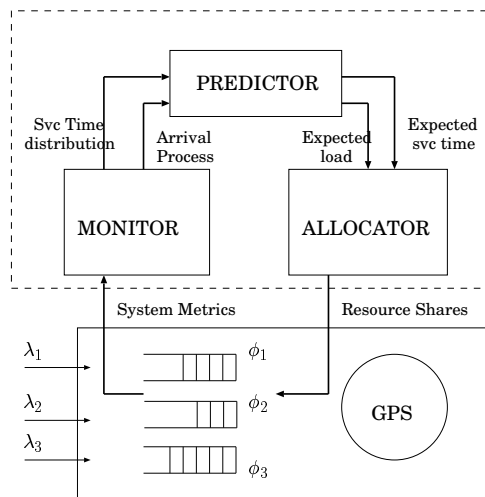 PREDICTOR
Svc Time
distribution
Arrival
Process
Expected
load
Expected
svc time
MONITOR
ALLOCATOR
System Metrics
Resource Shares
λ1
ϕ1
λ2
ϕ2
GPS
λ3
ϕ3